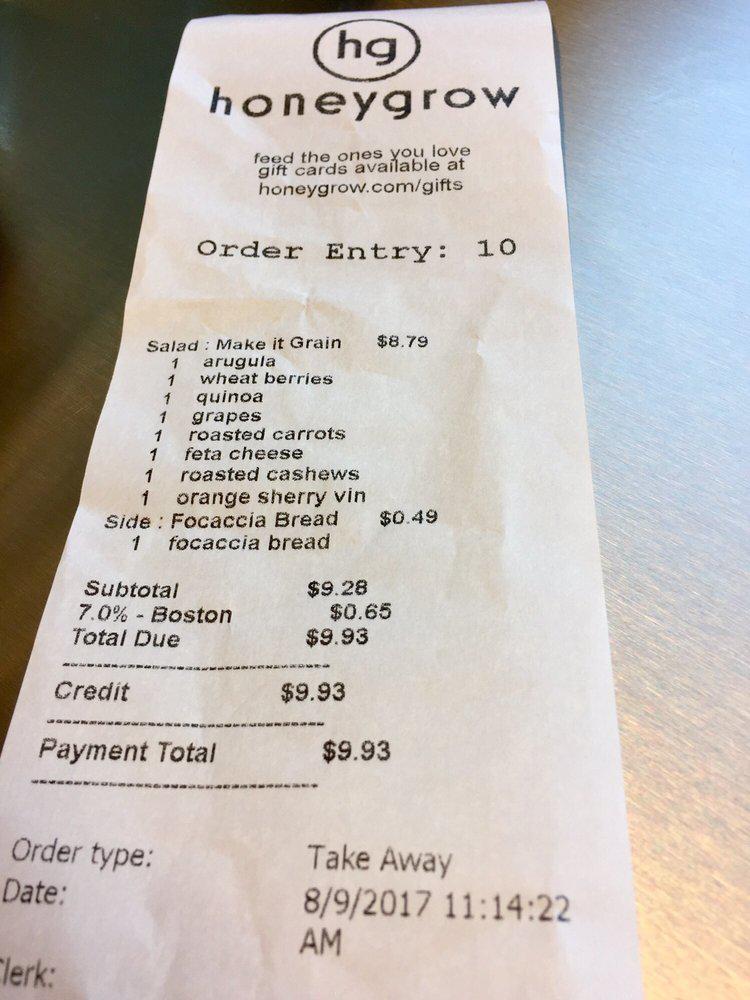 hg
honeygrow
feed the ones you love
gift cards available at
honeygrow.com/gifts
Order Entry: 10
Salad : Make it Grain $8.79
1 arugula
1 wheat berries
1 quinoa
1 grapes
1 roasted carrots
1 feta cheese
1 roasted cashews
1 orange sherry vin
Side : Focaccia Bread $0.49
1 focaccia bread
Subtotal $9.28
7.0% - Boston $0.65
Total Due $9.93
Credit $9.93
Payment Total $9.93
Order type: Take Away
Date: 8/9/2017 11:14:22
AM
lerk: